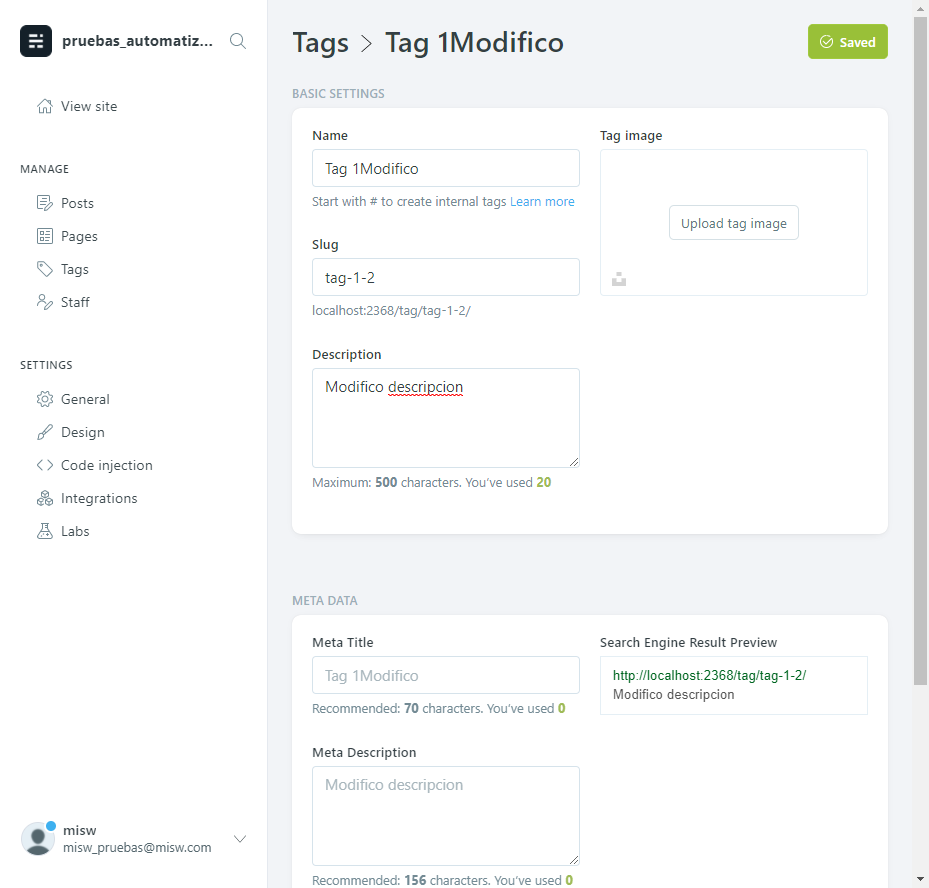 pruebas_automatiz...
View site
MANAGE
Posts
Pages
Tags
Staff
SETTINGS
General
Design
Code injection
Integrations
Labs
misw
misw_pruebas@misw.com
Tags > Tag 1Modifico
Saved
BASIC SETTINGS
Name
Tag 1Modifico
Start with # to create internal tags Learn more
Slug
tag-1-2
localhost:2368/tag/tag-1-2/
Description
Modifico descripcion
Maximum: 500 characters. You've used 20
Tag image
Upload tag image
META DATA
Meta Title
Tag 1Modifico
Recommended: 70 characters. You've used 0
Meta Description
Modifico descripcion
Recommended: 156 characters. You've used 0
Search Engine Result Preview
http://localhost:2368/tag/tag-1-2/
Modifico descripcion